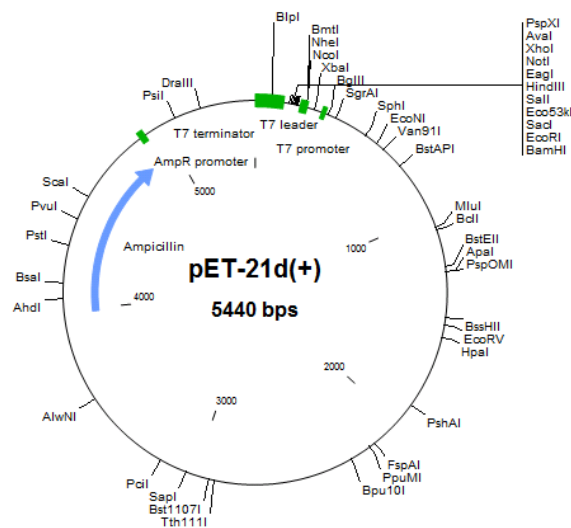 BlpI
BmtI
NheI
NcoI
XbaI
BglII
SgrAI
SphI
EcoNI
Van91I
BstAPI
PspXI
AvaI
XhoI
NotI
EagI
HindIII
SalI
Eco53kI
SacI
EcoRI
BamHI
DraIII
PsiI
T7 terminator
T7 leader
AmpR promoter
T7 promoter
5000
ScaI
PvuI
PstI
Ampicillin
BsaI
AhdI
4000
MluI
BclI
1000
BstEII
ApaI
PspOMI
pET-21d(+)
5440 bps
BssHII
EcoRV
HpaI
2000
3000
PshAI
AlwNI
FspAI
PpuMI
Bpu10I
PciI
SapI
Bst1107I
Tth111I